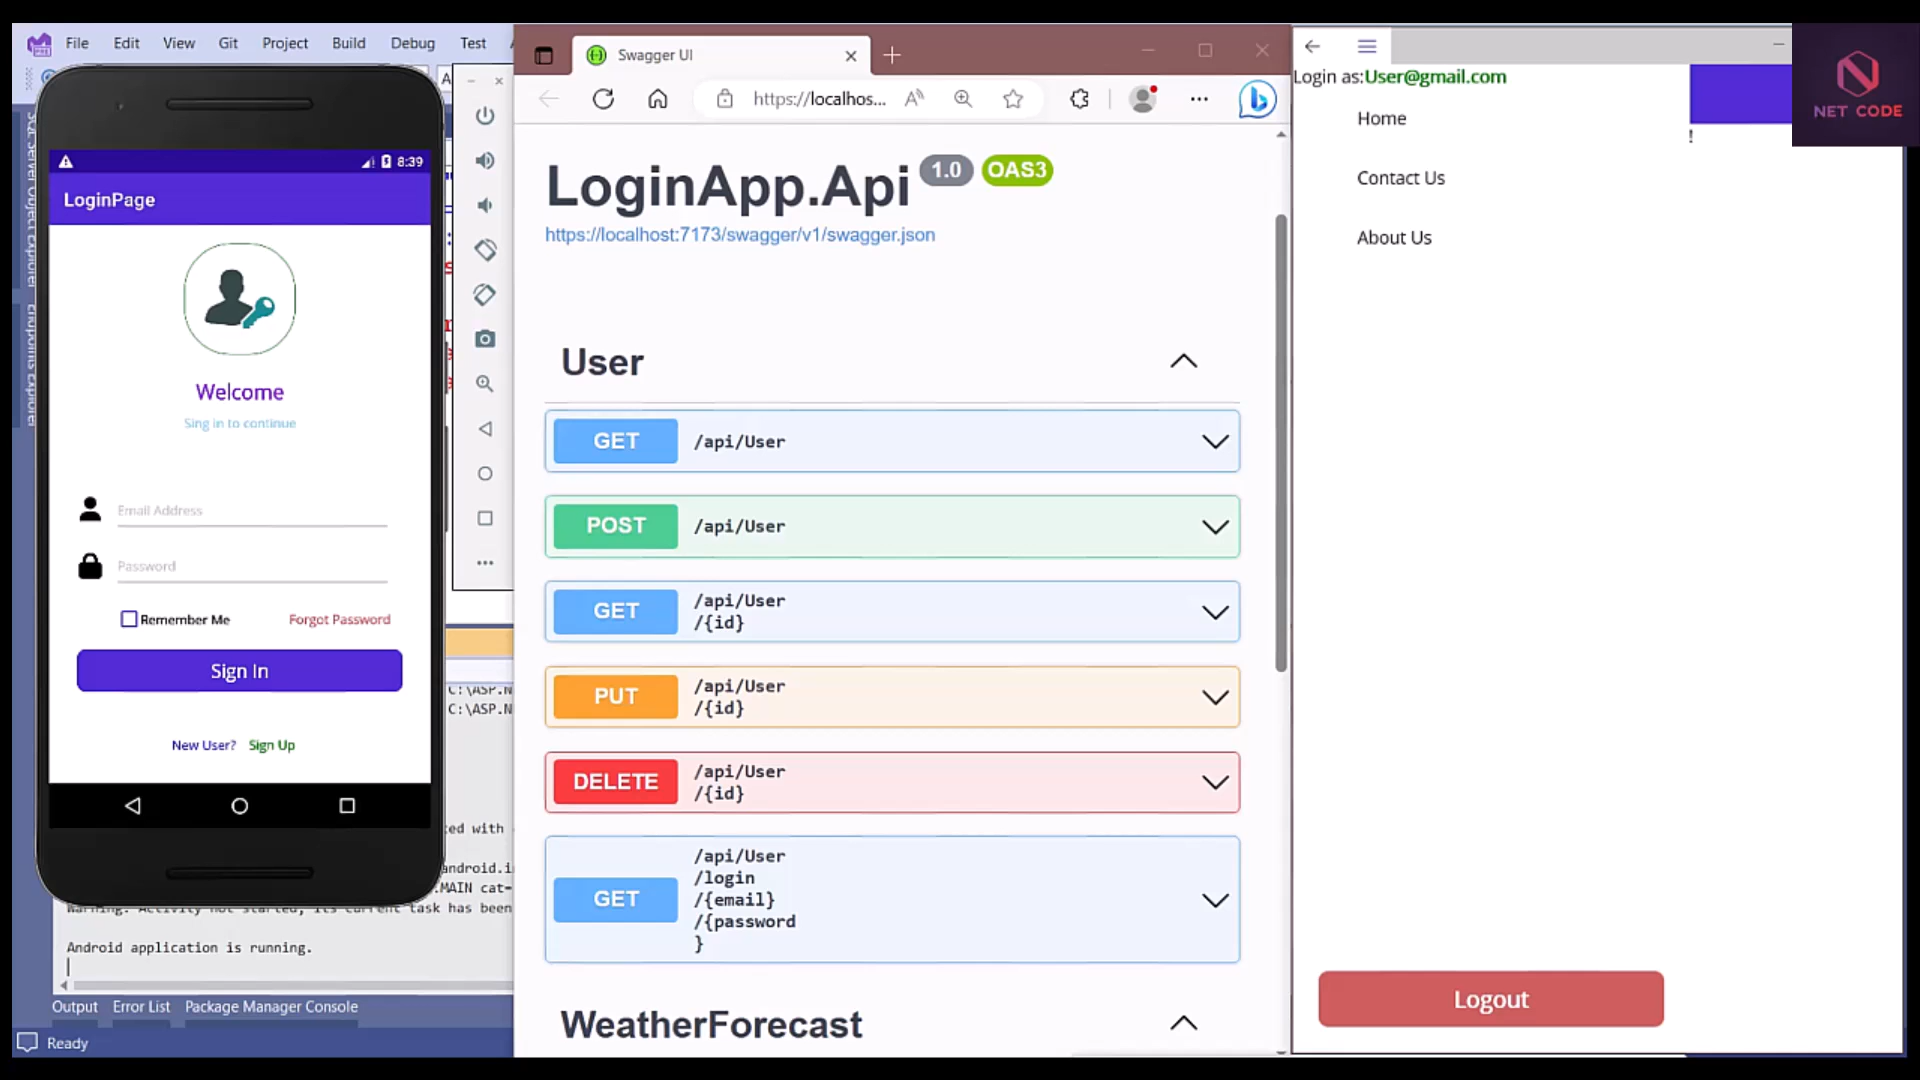 File Edit View Git Project Build Debug Test
8:39
LoginPage
Welcome
Sing in to continue
Email Address
Password
Remember Me
Forgot Password
Sign In
New User? Sign Up
C:\ASP.N
C:\ASP.N
Android application is running.
Output Error List Package Manager Console
Ready
Swagger UI
https://localhos...
LoginApp.Api 1.0 OAS3
https://localhost:7173/swagger/v1/swagger.json
User
GET /api/User
POST /api/User
GET /api/User
/{id}
PUT /api/User
/{id}
DELETE /api/User
/{id}
GET /api/User
/login
/{email}
/{password
}
WeatherForecast
Login as:User@gmail.com
Home
Contact Us
About Us
Logout
NET CODE